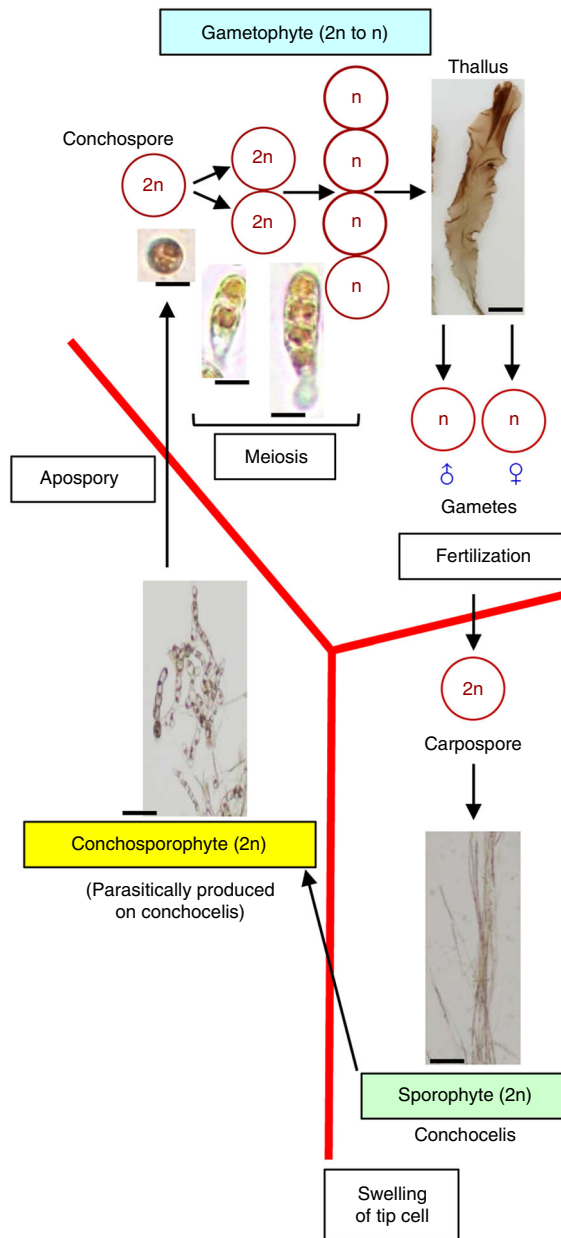 Gametophyte (2n to n)
Thallus
Conchospore
2n
2n
2n
n
n
n
n
Meiosis
Apospory
n
n
♂
♀
Gametes
Fertilization
2n
Carpospore
Conchosporophyte (2n)
(Parasitically produced
on conchocelis)
Sporophyte (2n)
Conchocelis
Swelling
of tip cell